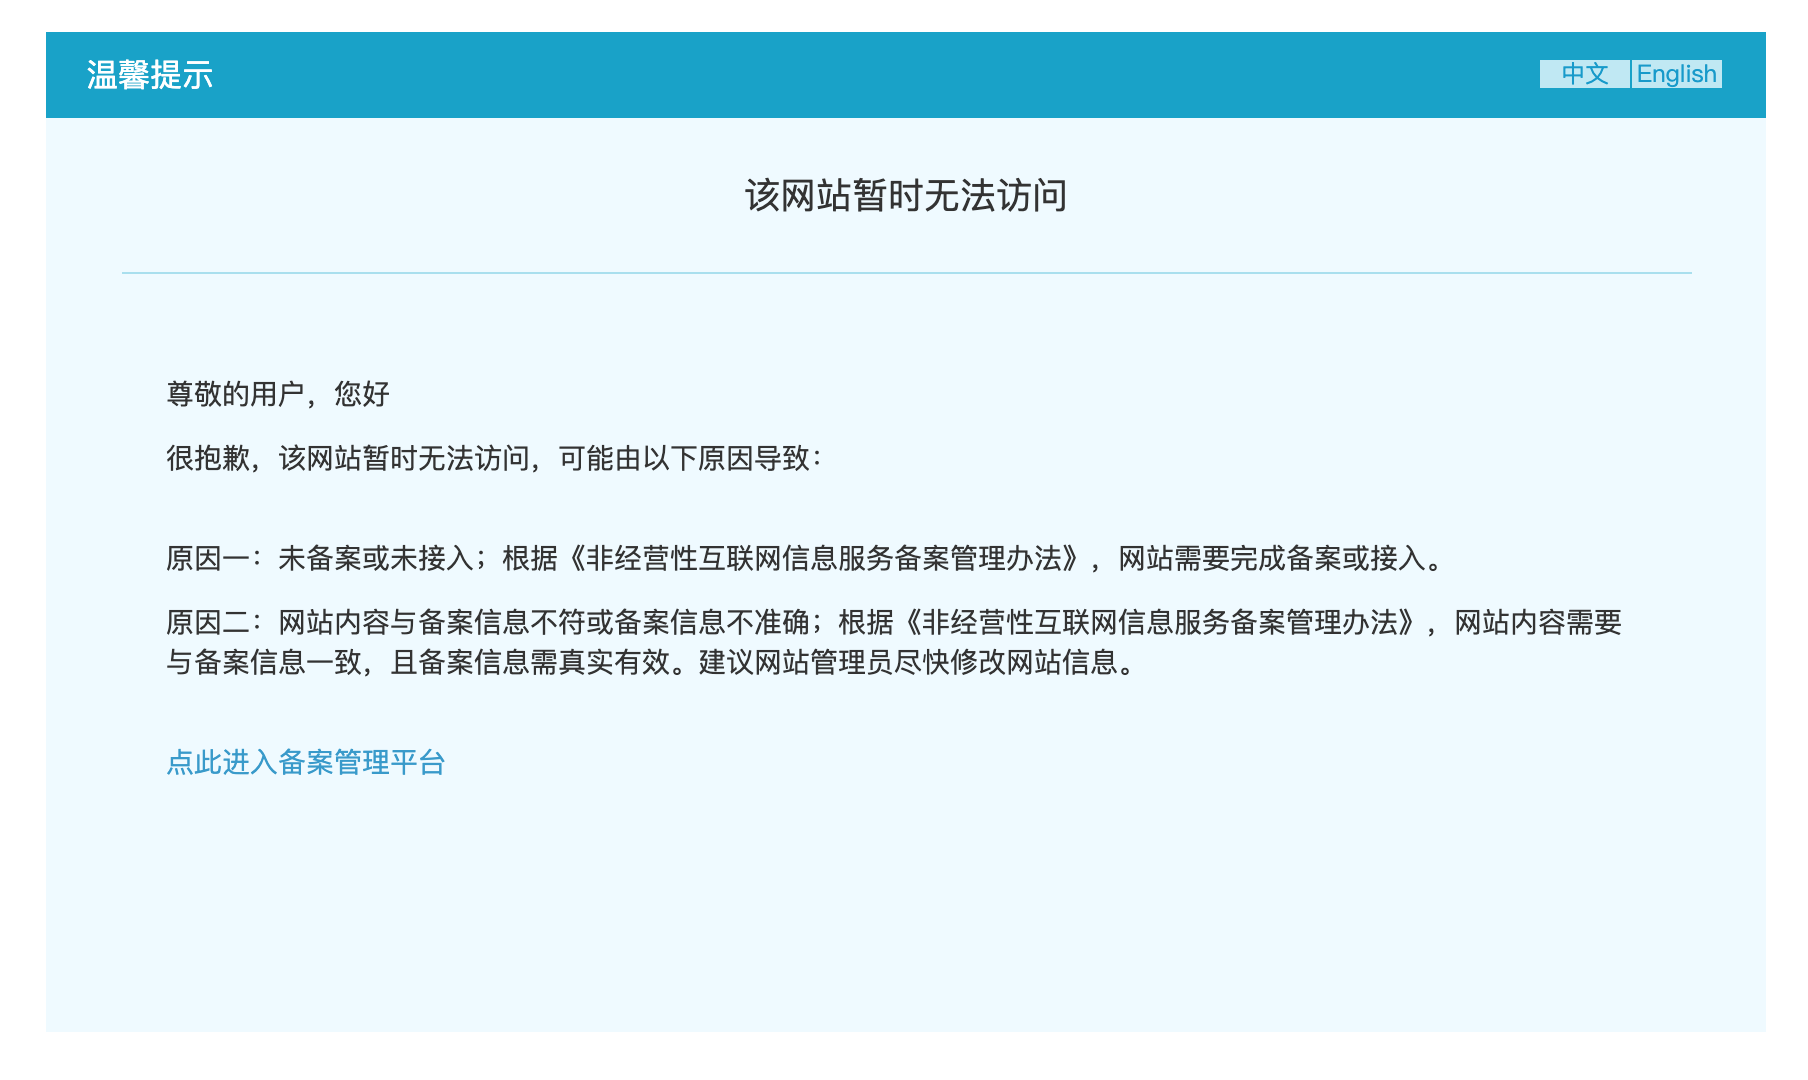 温馨提示
中文 English
该网站暂时无法访问
尊敬的用户，您好
很抱歉，该网站暂时无法访问，可能由以下原因导致：
原因一：未备案或未接入；根据《非经营性互联网信息服务备案管理办法》，网站需要完成备案或接入。
原因二：网站内容与备案信息不符或备案信息不准确；根据《非经营性互联网信息服务备案管理办法》，网站内容需要
与备案信息一致，且备案信息需真实有效。建议网站管理员尽快修改网站信息。
点此进入备案管理平台